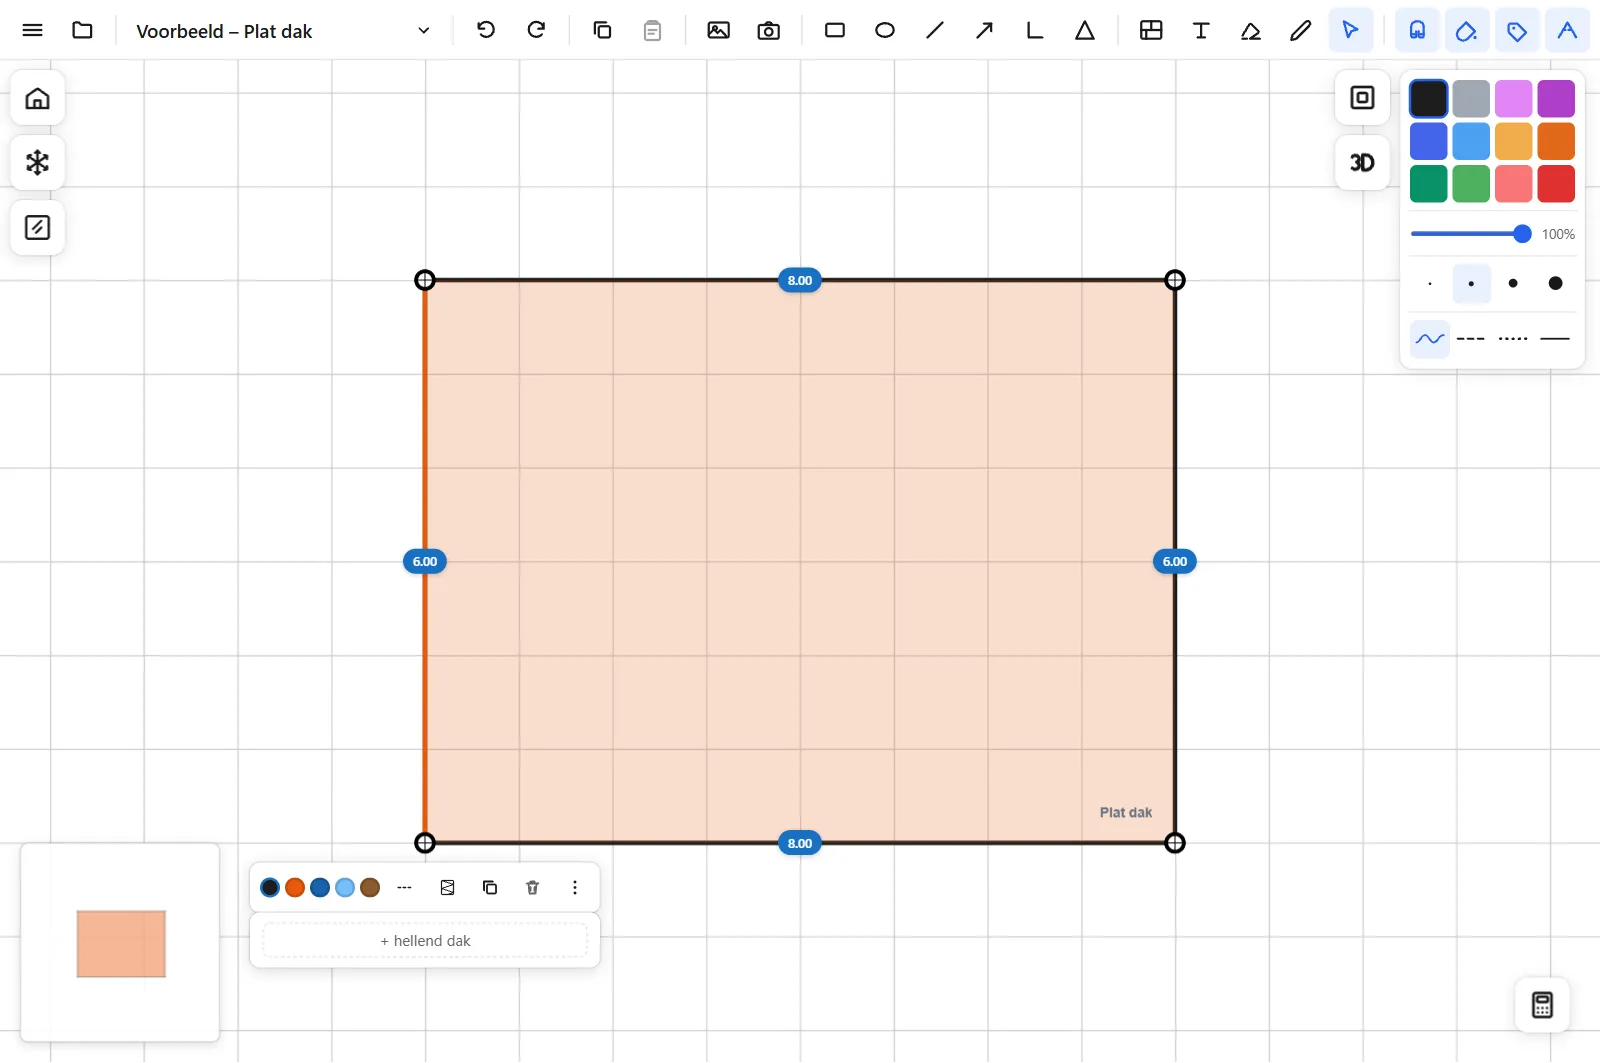 Voorbeeld – Plat dak
3D
100%
8.00
6.00
6.00
Plat dak
8.00
+ hellend dak